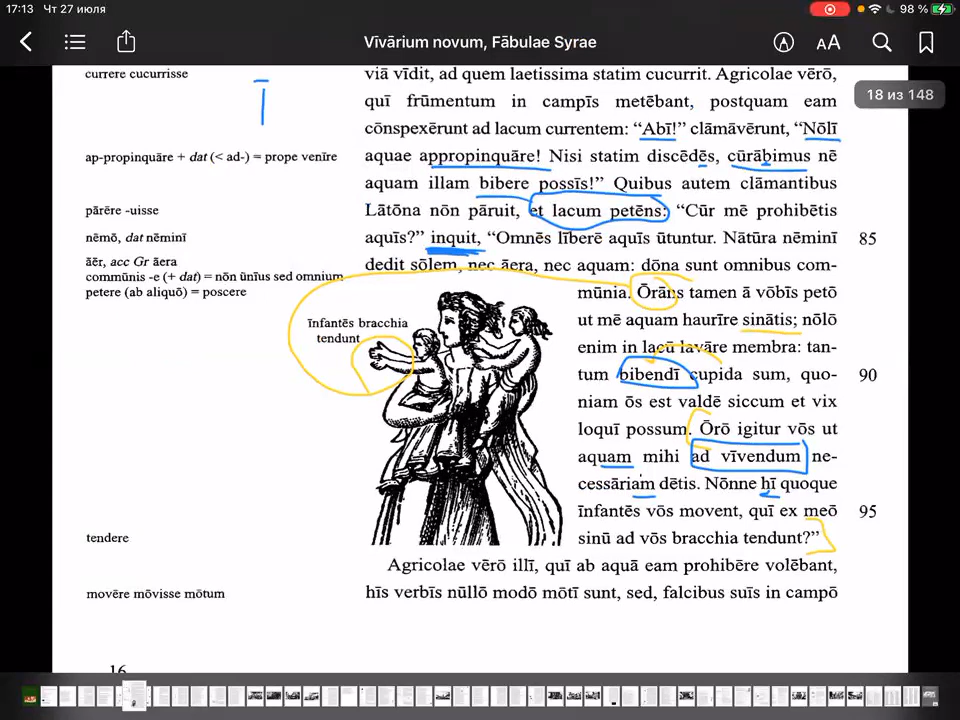 17:13 Чт 27 июля
98 %
Vīvārium novum, Fābulae Syrae
AA
18 из 148
currere cucurrisse
viā vīdit, ad quem laetissima statim cucurrit. Agricolae vērō,
quī frūmentum in campīs metēbant, postquam eam
cōnspexērunt ad lacum currentem: “Abī!” clāmāvērunt, “Nōlī
ap-propinquāre + dat (< ad-) = prope venīre
aquae appropinquāre! Nisi statim discēdēs, cūrābimus nē
aquam illam bibere possīs!” Quibus autem clāmantibus
pārēre -uisse
Lātōna nōn pāruit, et lacum petēns: “Cūr mē prohibētis
nēmō, dat nēminī
aquīs?” inquit, “Omnēs līberē aquīs ūtuntur. Nātūra nēminī
85
āēr, acc Gr āera
dedit sōlem, nec āera, nec aquam: dōna sunt omnibus com-
commūnis -e (+ dat) = nōn ūnīus sed omnium
petere (ab aliquō) = poscere
mūnia. Ōrāns tamen ā vōbīs petō
īnfantēs bracchia
tendunt
ut mē aquam haurīre sinātis; nōlō
enim in lacū lavāre membra: tan-
tum bibendī cupida sum, quo-
90
niam ōs est valdē siccum et vix
loquī possum. Ōrō igitur vōs ut
aquam mihi ad vīvendum ne-
cessāriam dētis. Nōnne hī quoque
īnfantēs vōs movent, quī ex meō
95
tendere
sinū ad vōs bracchia tendunt?”
Agricolae vērō illī, quī ab aquā eam prohibēre volēbant,
movēre mōvisse mōtum
hīs verbīs nūllō modō mōtī sunt, sed, falcibus suīs in campō
16